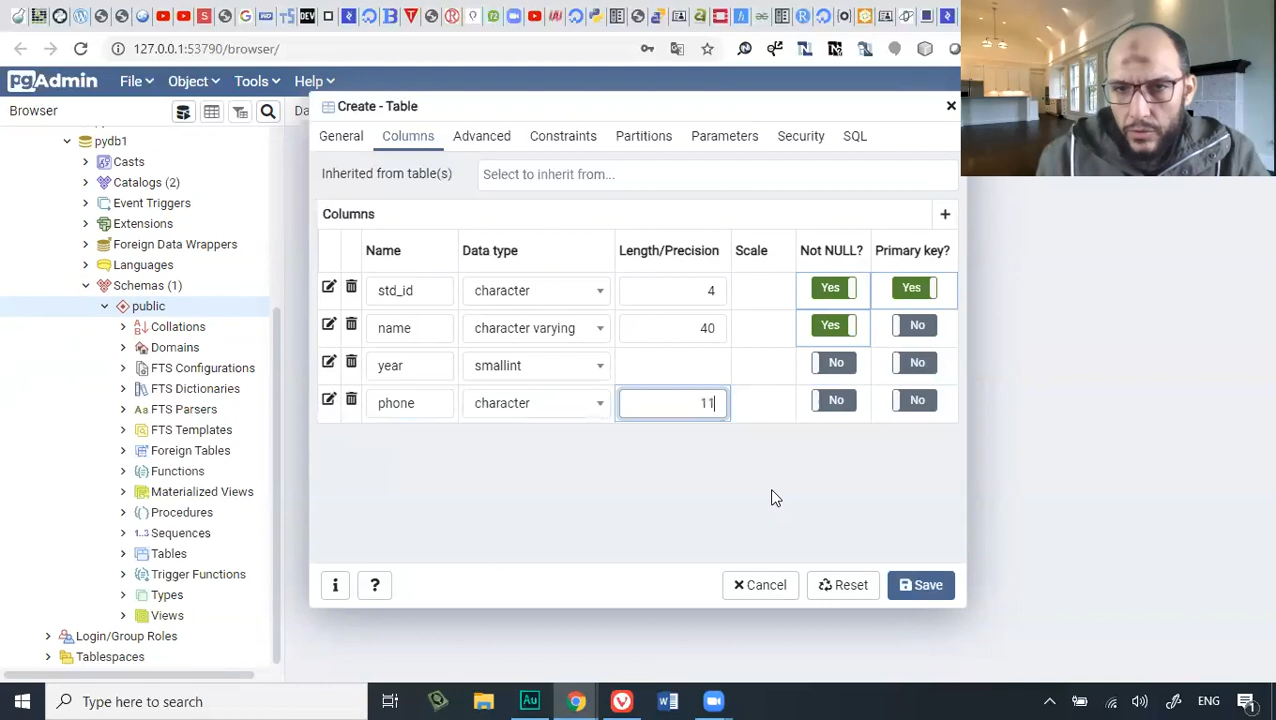 127.0.0.1:53790/browser/
pgAdmin File Object Tools Help
Browser
Da
Create - Table
General Columns Advanced Constraints Partitions Parameters Security SQL
Inherited from table(s) Select to inherit from...
Columns
Name Data type Length/Precision Scale Not NULL? Primary key?
std_id character 4 Yes Yes
name character varying 40 Yes No
year smallint No No
phone character 11 No No
Cancel Reset Save
pydb1
Casts
Catalogs (2)
Event Triggers
Extensions
Foreign Data Wrappers
Languages
Schemas (1)
public
Collations
Domains
FTS Configurations
FTS Dictionaries
FTS Parsers
FTS Templates
Foreign Tables
Functions
Materialized Views
Procedures
1..3 Sequences
Tables
Trigger Functions
Types
Views
Login/Group Roles
Tablespaces
Type here to search
Au
ENG